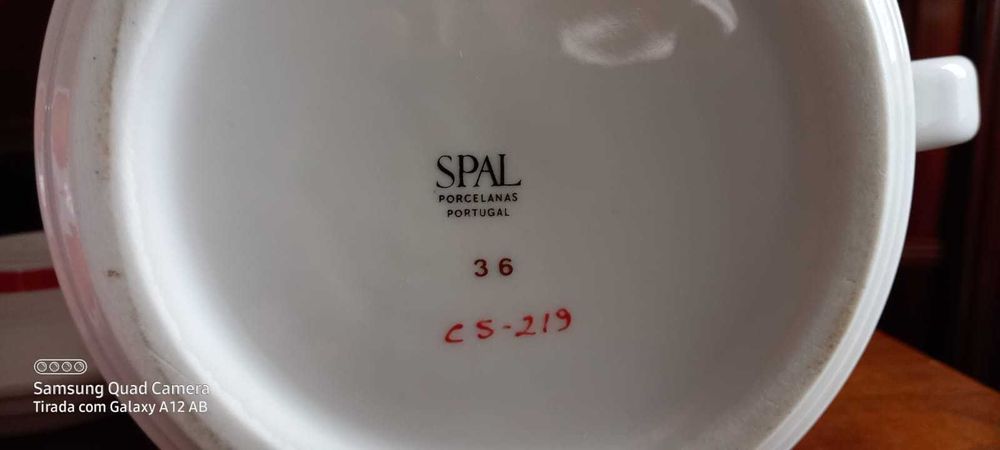 SPAL
PORCELANAS
PORTUGAL
36
CS-219
Samsung Quad Camera
Tirada com Galaxy A12 AB